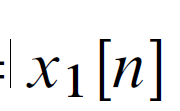 = x₁[n]